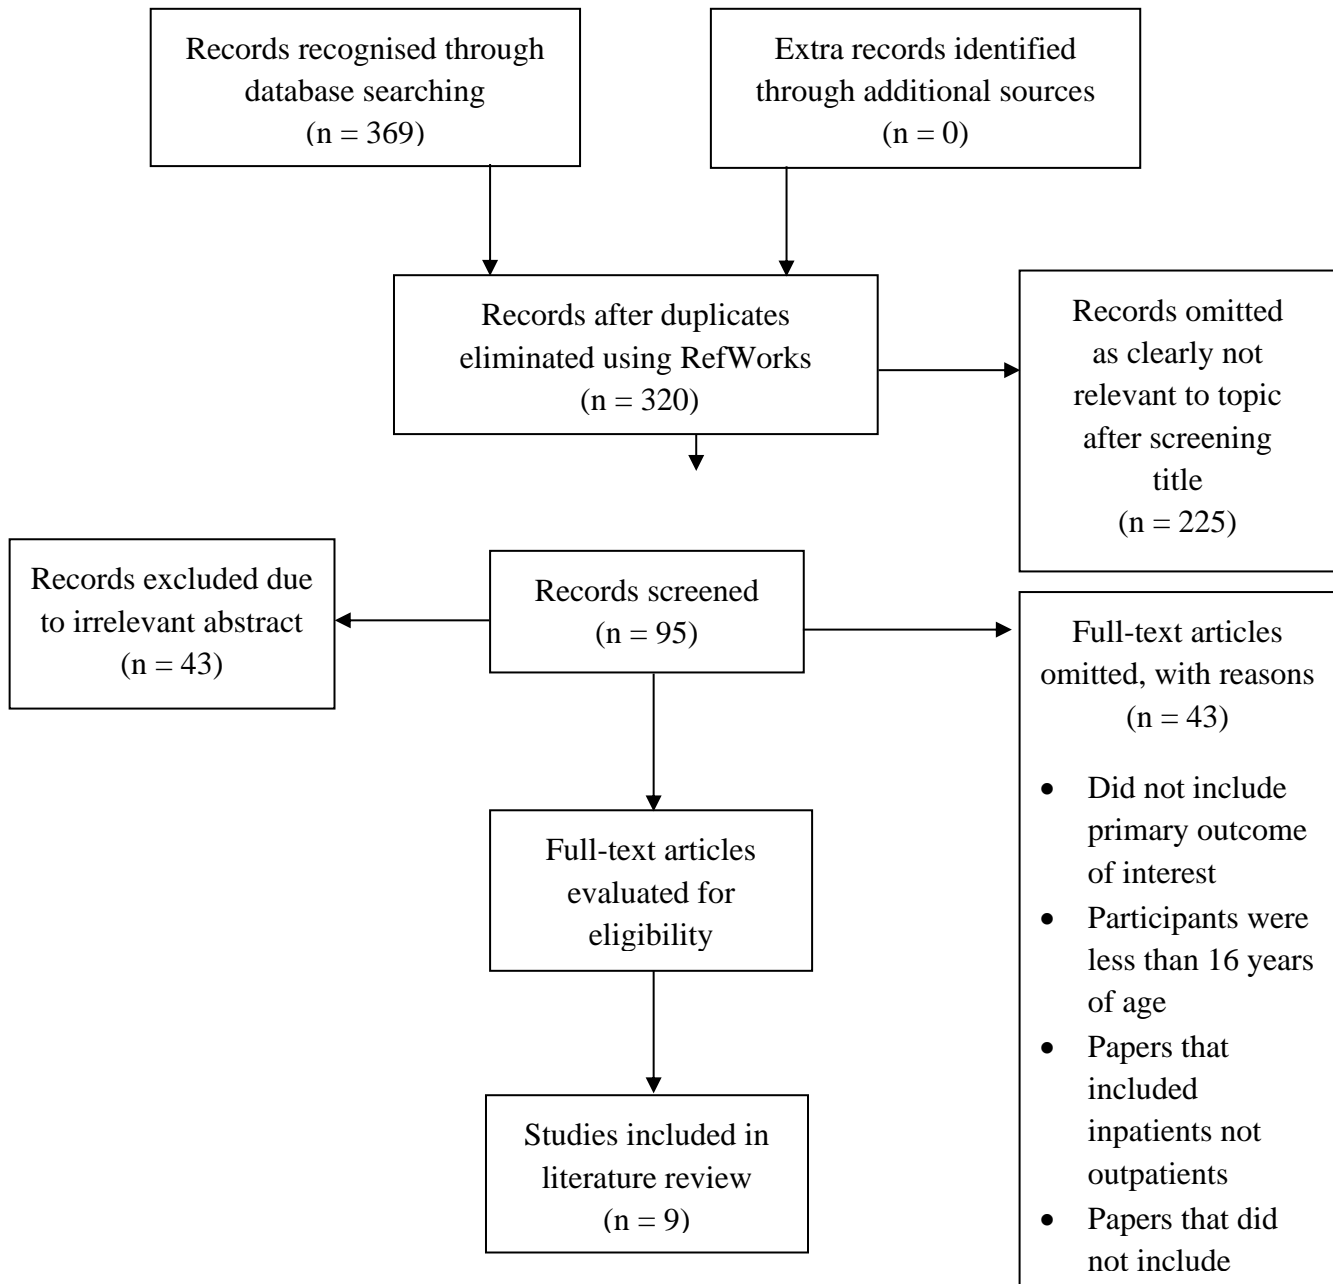 Records recognised through
database searching
(n = 369)
Extra records identified
through additional sources
(n = 0)
Records after duplicates
eliminated using RefWorks
(n = 320)
Records omitted
as clearly not
relevant to topic
after screening
title
(n = 225)
Records excluded due
to irrelevant abstract
(n = 43)
Records screened
(n = 95)
Full-text articles
omitted, with reasons
(n = 43)
• Did not include
primary outcome
of interest
• Participants were
less than 16 years
of age
• Papers that
included
inpatients not
outpatients
• Papers that did
not include
Full-text articles
evaluated for
eligibility
Studies included in
literature review
(n = 9)